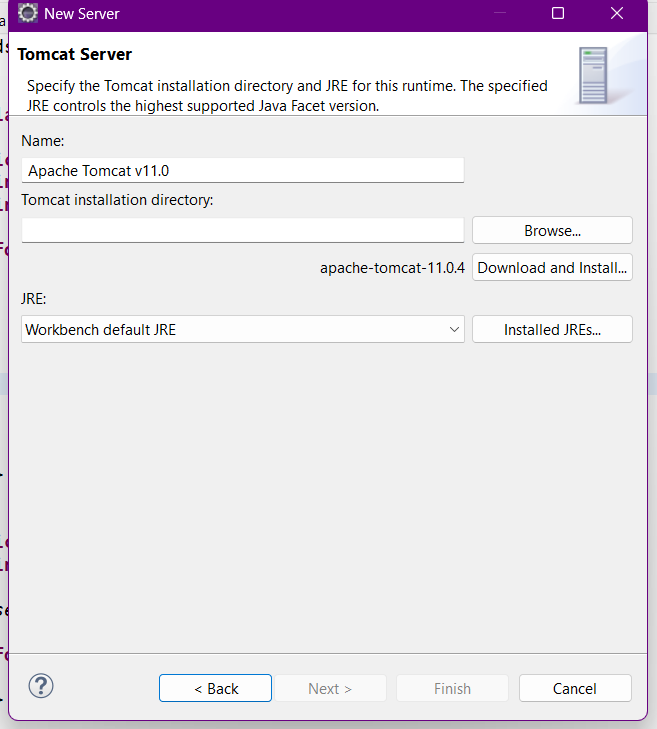 New Server
Tomcat Server
Specify the Tomcat installation directory and JRE for this runtime. The specified
JRE controls the highest supported Java Facet version.
Name:
Apache Tomcat v11.0
Tomcat installation directory:
Browse...
apache-tomcat-11.0.4 Download and Install...
JRE:
Workbench default JRE Installed JREs...
? < Back Next > Finish Cancel